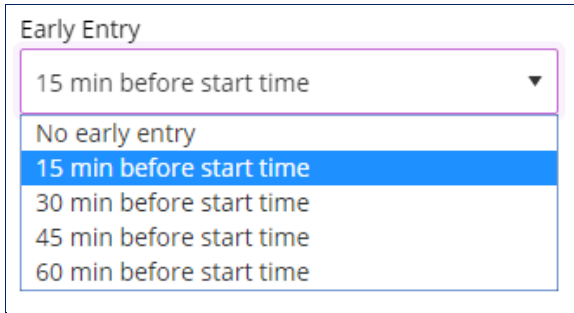 Early Entry
15 min before start time
No early entry
15 min before start time
30 min before start time
45 min before start time
60 min before start time